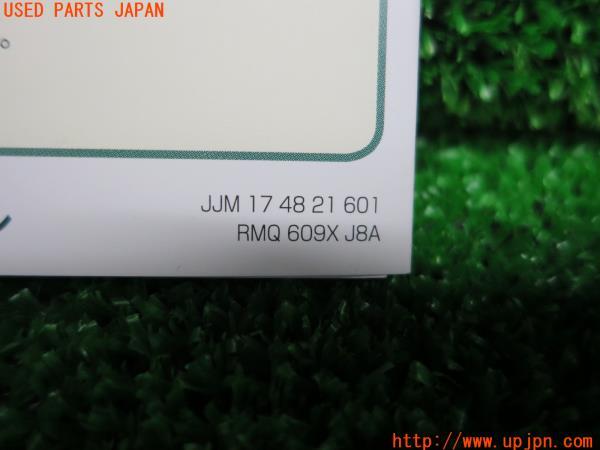 USED PARTS JAPAN
。
JJM 17 48 21 601
RMQ 609X J8A
http://www.upjpn.com/